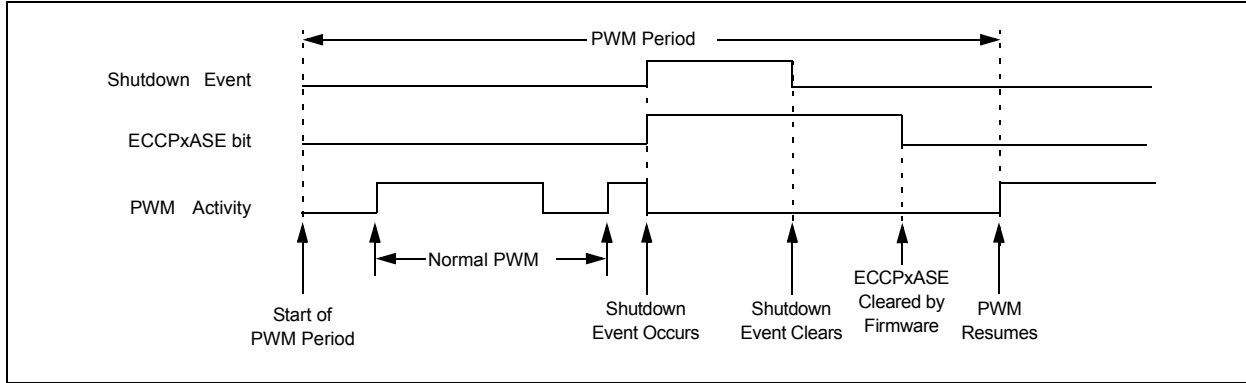 PWM Period
Shutdown Event
ECCPxASE bit
PWM Activity
Normal PWM
Start of
PWM Period
Shutdown
Event Occurs
Shutdown
Event Clears
ECCPxASE
Cleared by
Firmware
PWM
Resumes